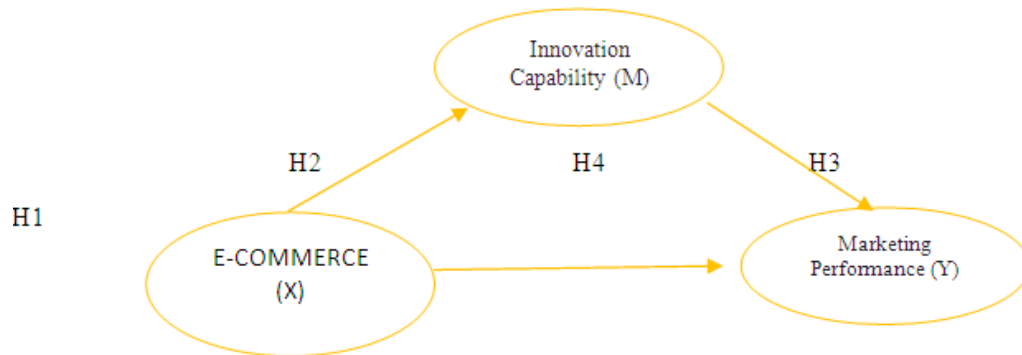 Innovation
Capability (M)
H2
H4
H3
H1
E-COMMERCE
(X)
Marketing
Performance (Y)